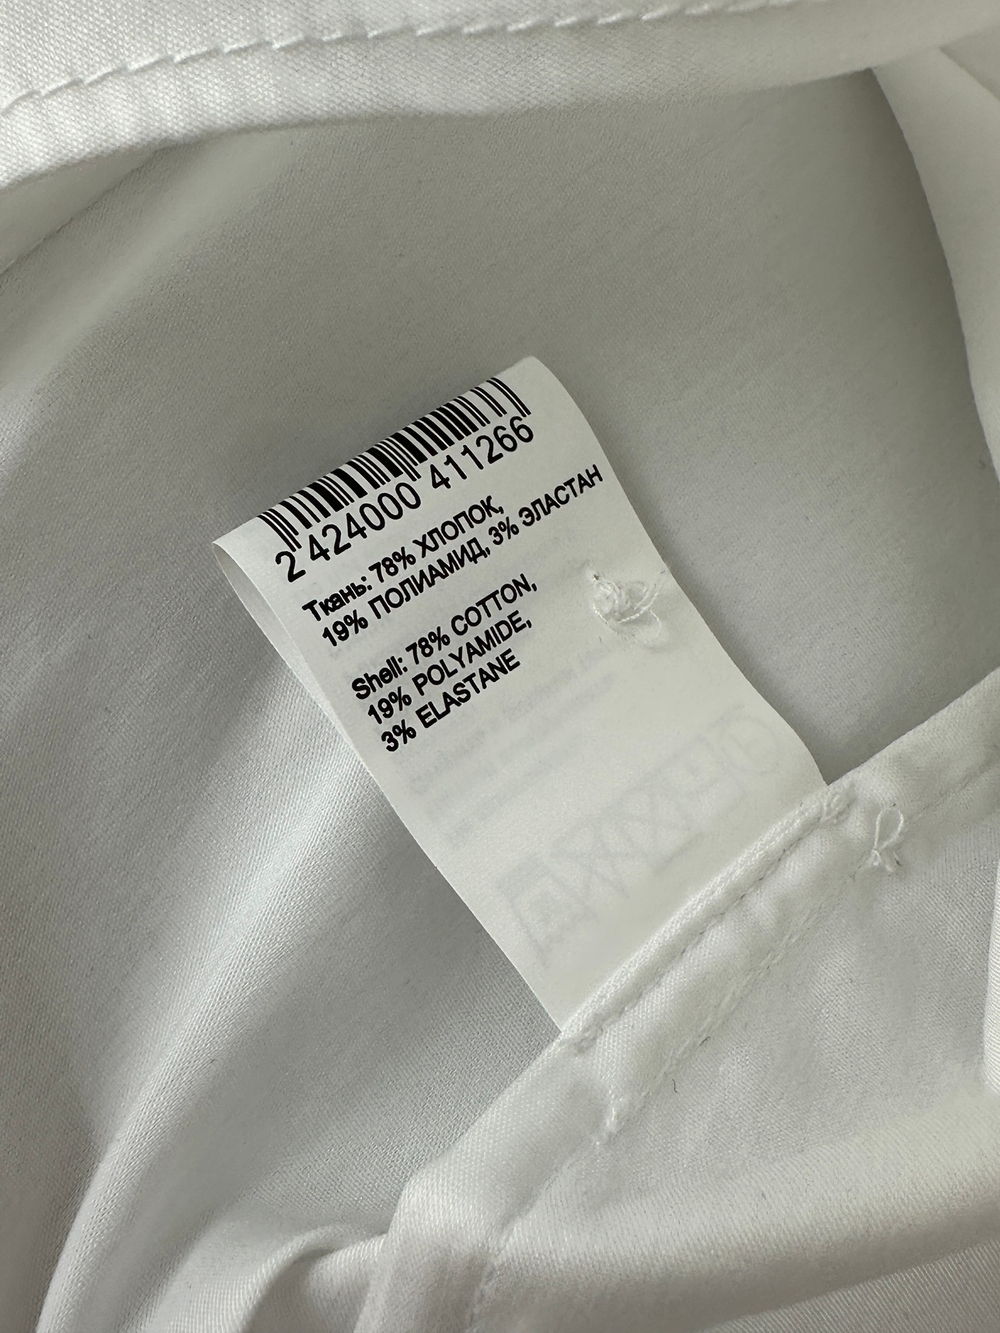 2 424000 411266
Ткань: 78% ХЛОПОК,
19% ПОЛИАМИД, 3% ЭЛАСТАН
Shell: 78% COTTON,
19% POLYAMIDE,
3% ELASTANE